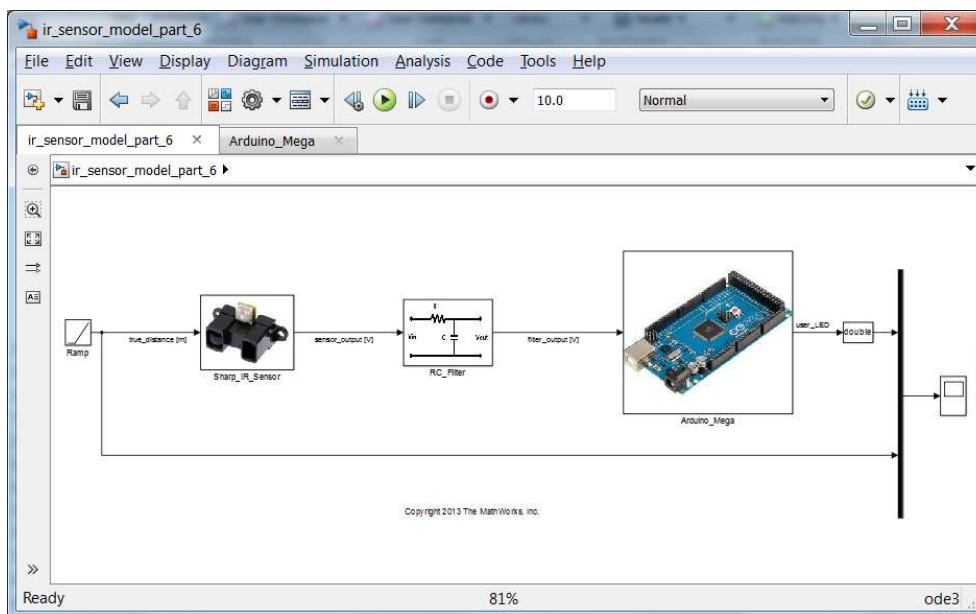 ir_sensor_model_part_6
File Edit View Display Diagram Simulation Analysis Code Tools Help
10.0 Normal
ir_sensor_model_part_6 Arduino_Mega
ir_sensor_model_part_6
Ramp
true_distance [m]
Sharp_IR_Sensor
sensor_output [V]
Vin C Vout
RC_Filter
filter_output [V]
Arduino_Mega
user_LED
double
Copyright 2013 The MathWorks, Inc.
Ready 81% ode3